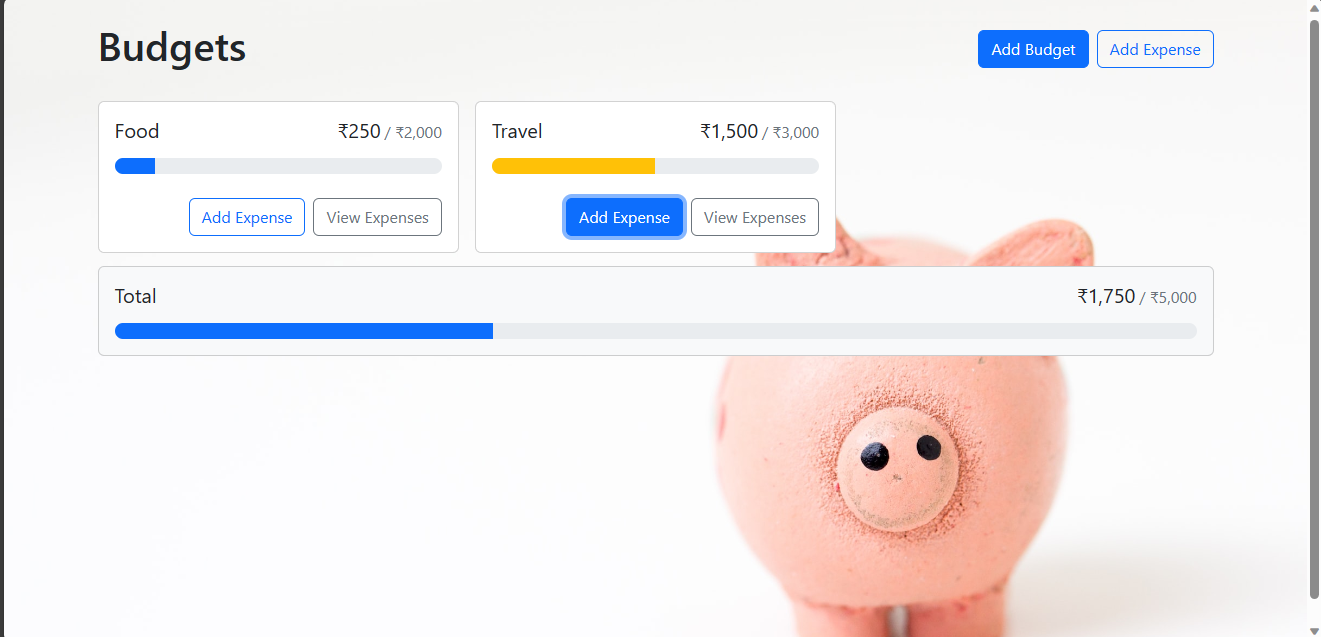 Budgets
Add Budget Add Expense
Food ₹250 / ₹2,000
Add Expense View Expenses
Travel ₹1,500 / ₹3,000
Add Expense View Expenses
Total ₹1,750 / ₹5,000